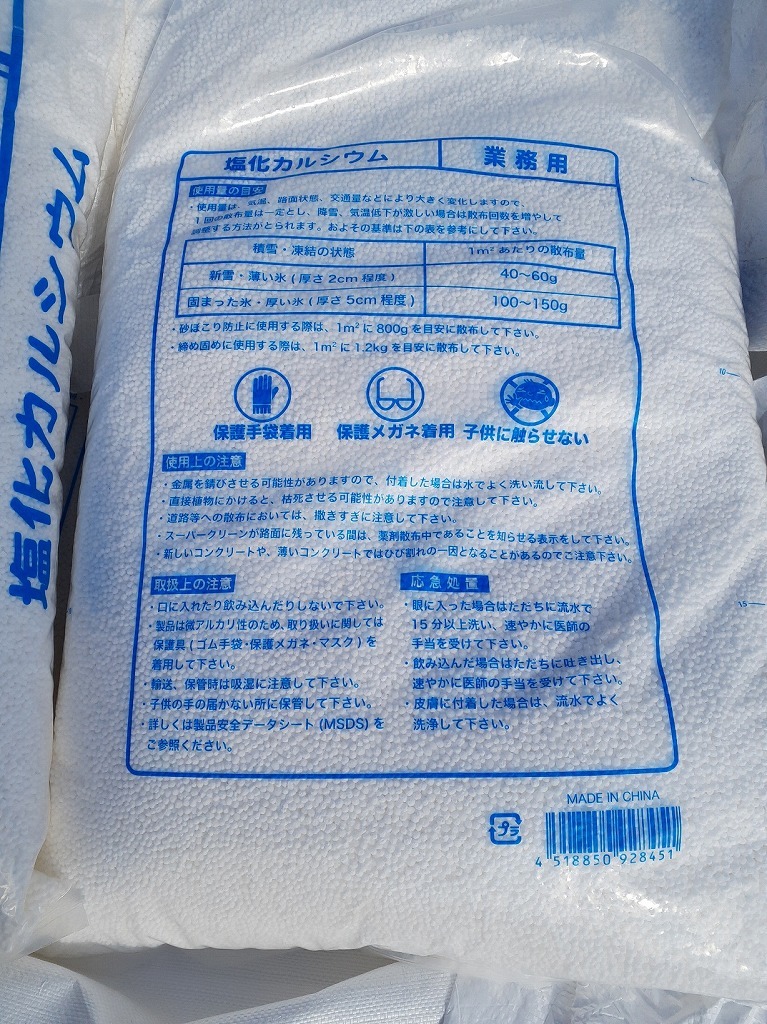 塩化カルシウム
塩化カルシウム 業務用
使用量の目安
・使用量は、気温、路面状態、交通量などにより大きく変化しますので、
1回の散布量は一定とし、降雪、気温低下が激しい場合は散布回数を増やして
調整する方法がとられます。おおよその基準は下の表を参考にして下さい。
積雪・凍結の状態 1m²あたりの散布量
新雪・薄い氷(厚さ2cm程度) 40〜60g
固まった氷・厚い氷(厚さ5cm程度) 100〜150g
・砂ぼこり防止に使用する際は、1m²に800gを目安に散布して下さい。
・締め固めに使用する際は、1m²に1.2kgを目安に散布して下さい。
保護手袋着用 保護メガネ着用 子供に触らせない
使用上の注意
・金属を錆びさせる可能性がありますので、付着した場合は水でよく洗い流して下さい。
・直接植物にかけると、枯死させる可能性がありますので注意して下さい。
・道路等への散布においては、撒きすぎに注意して下さい。
・スーパークリーンが路面に残っている間は、薬剤散布中であることを知らせる表示をして下さい。
・新しいコンクリートや、薄いコンクリートではひび割れの一因となることがあるのでご注意下さい。
取扱上の注意
・口に入れたり飲み込んだりしないで下さい。
・製品は微アルカリ性のため、取り扱いに関しては
保護具(ゴム手袋・保護メガネ・マスク)を
着用して下さい。
・輸送、保管時は吸湿に注意して下さい。
・子供の手の届かない所に保管して下さい。
・詳しくは製品安全データシート(MSDS)を
ご参照ください。
応急処置
・眼に入った場合はただちに流水で
15分以上洗い、速やかに医師の
手当を受けて下さい。
・飲み込んだ場合はただちに吐き出し、
速やかに医師の手当を受けて下さい。
・皮膚に付着した場合は、流水でよく
洗浄して下さい。
MADE IN CHINA
プラ
4 518850 928451
10
15